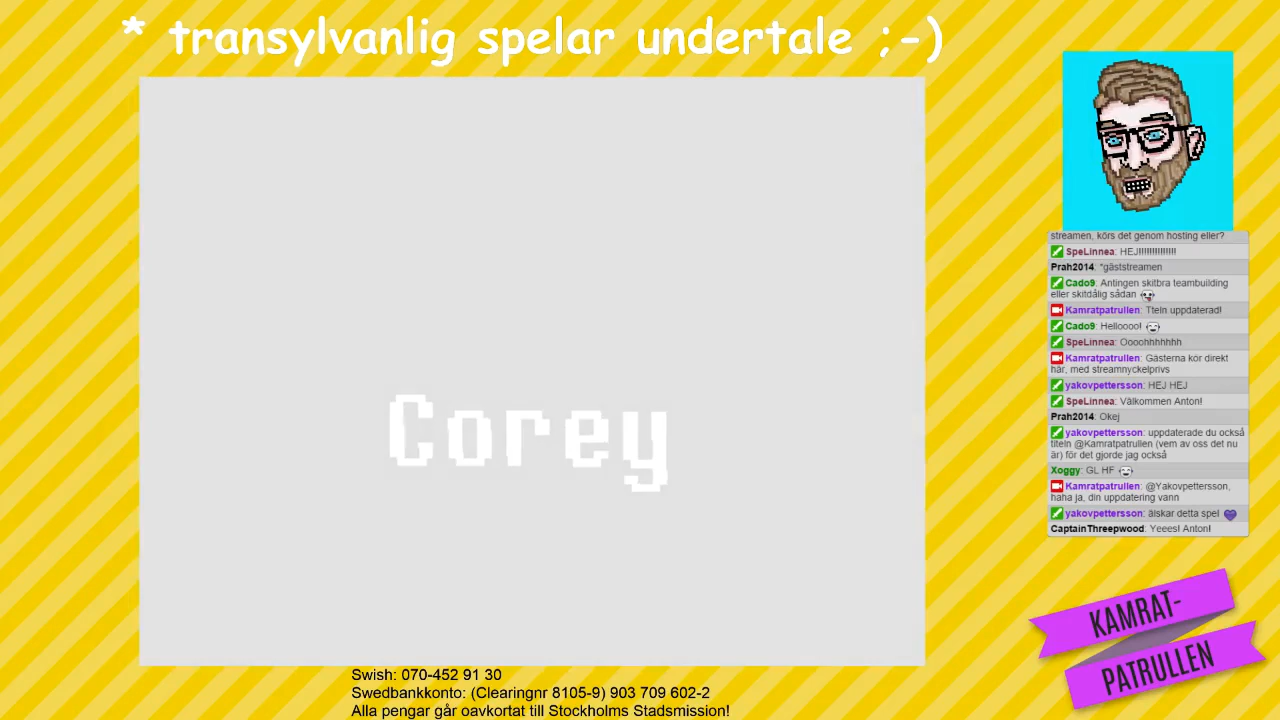 * transylvanlig spelar undertale ;-)
Corey
streamen, körs det genom hosting eller?
SpeLinnea: HEJ!!!!!!!!!!!!!!
Prah2014: *gäststreamen
Cado9: Antingen skitbra teambuilding
eller skitdålig sådan
Kamratpatrullen: Tteln uppdaterad!
Cado9: Helloooo!
SpeLinnea: Ooohhhhhhh
Kamratpatrullen: Gästerna kör direkt
här, med streamnyckelprivs
yakovpettersson: HEJ HEJ
SpeLinnea: Välkommen Anton!
Prah2014: Okej
yakovpettersson: uppdaterade du också
titeln @Kamratpatrullen (vem av oss det nu
är) för det gjorde jag också
Xoggy: GL HF
Kamratpatrullen: @Yakovpettersson,
haha ja, din uppdatering vann
yakovpettersson: älskar detta spel
CaptainThreepwood: Yeees! Anton!
KAMRAT-
PATRULLEN
Swish: 070-452 91 30
Swedbankkonto: (Clearingnr 8105-9) 903 709 602-2
Alla pengar går oavkortat till Stockholms Stadsmission!